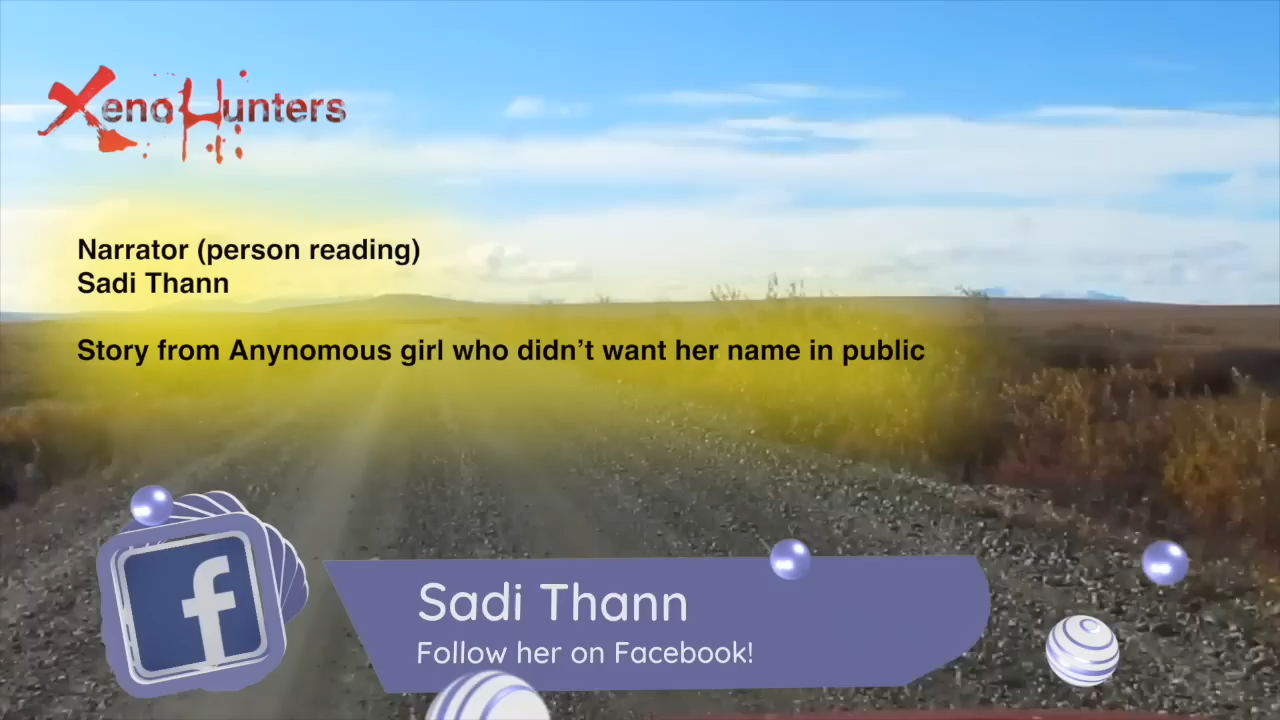 XenoHunters
Narrator (person reading)
Sadi Thann
Story from Anynomous girl who didn't want her name in public
f
Sadi Thann
Follow her on Facebook!